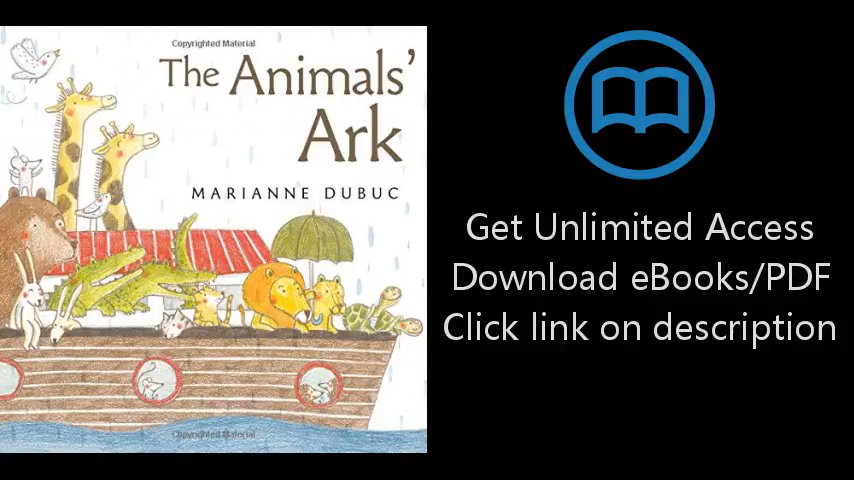 Copyrighted Material
The Animals'
Ark
MARIANNE DUBUC
Copyrighted Material
Get Unlimited Access
Download eBooks/PDF
Click link on description